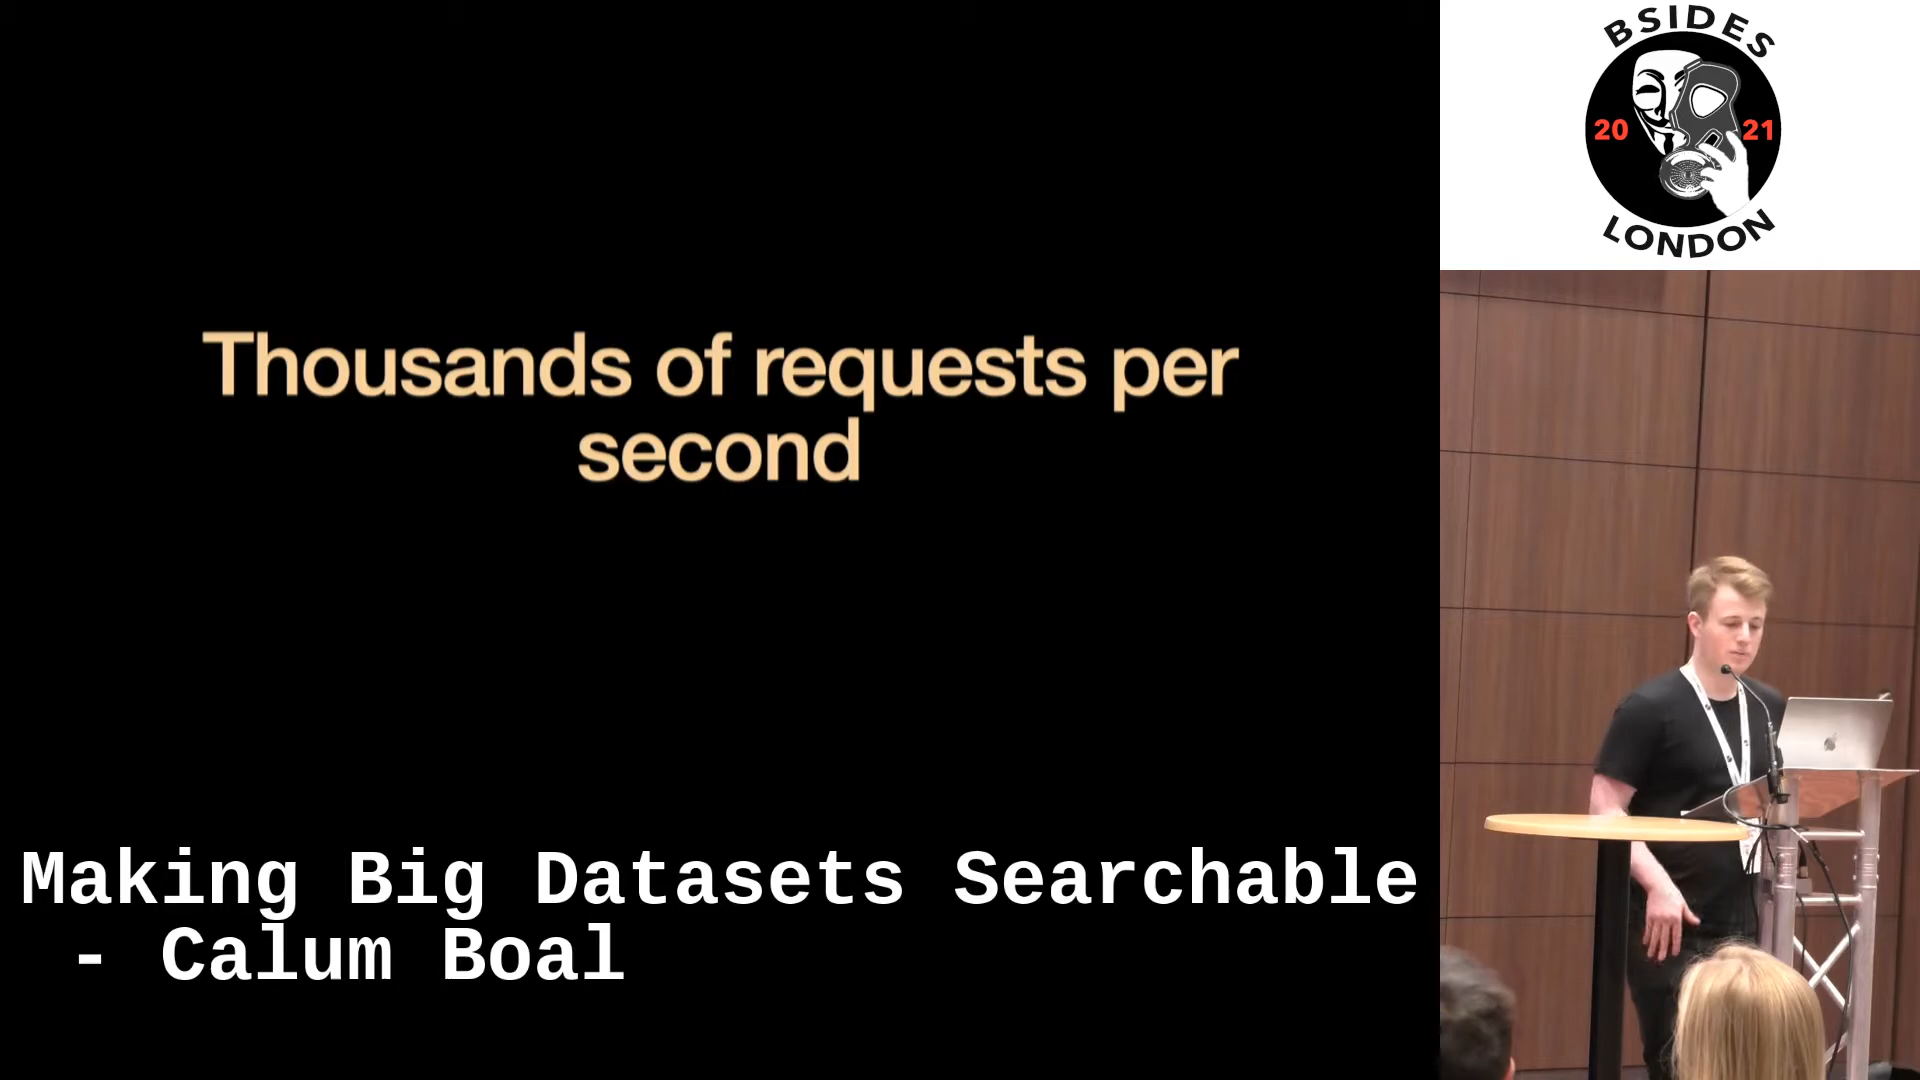 Thousands of requests per
second
BSIDES
20 21
LONDON
Making Big Datasets Searchable
- Calum Boal